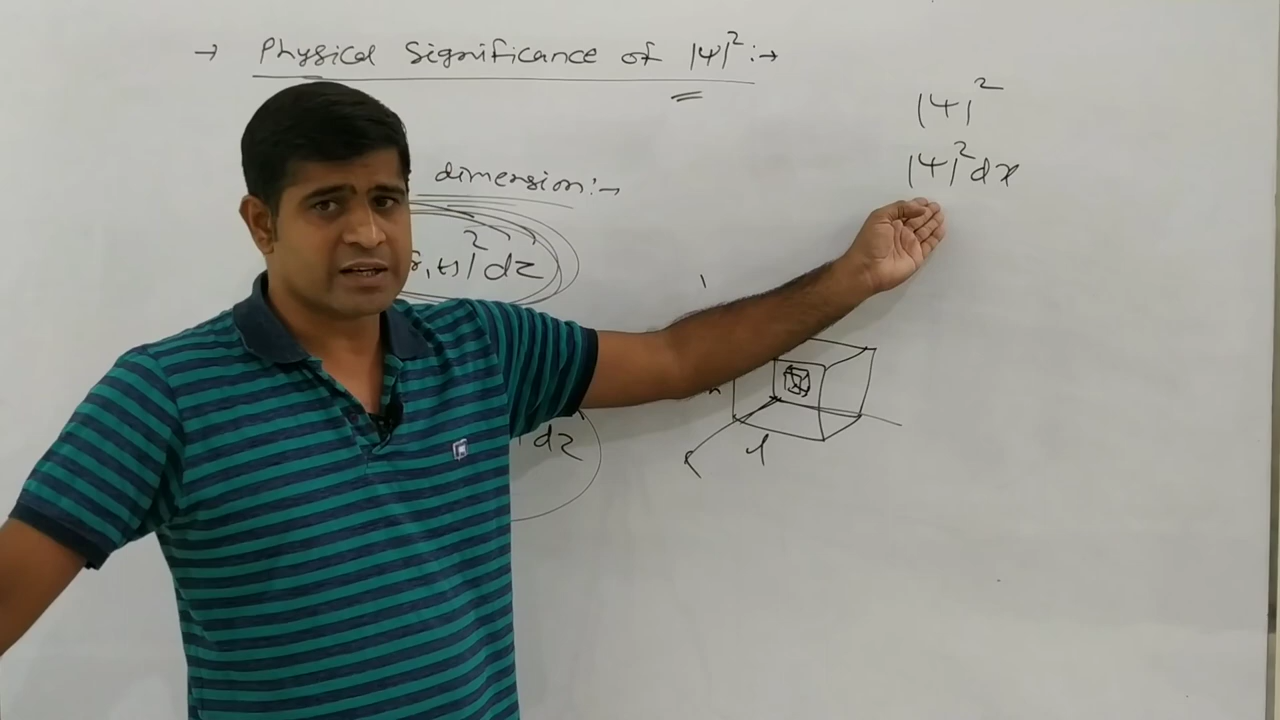 → Physical Significance of |ψ|² :→
|ψ|²
|ψ|² dx
dimension :→
r, t)|² dz
dz
l